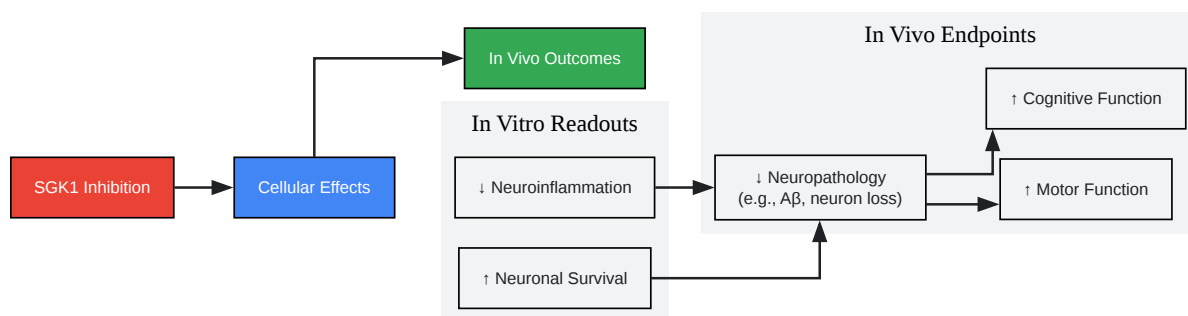 SGK1 Inhibition
Cellular Effects
In Vivo Outcomes
In Vitro Readouts
↓ Neuroinflammation
↑ Neuronal Survival
In Vivo Endpoints
↓ Neuropathology
(e.g., Aβ, neuron loss)
↑ Cognitive Function
↑ Motor Function